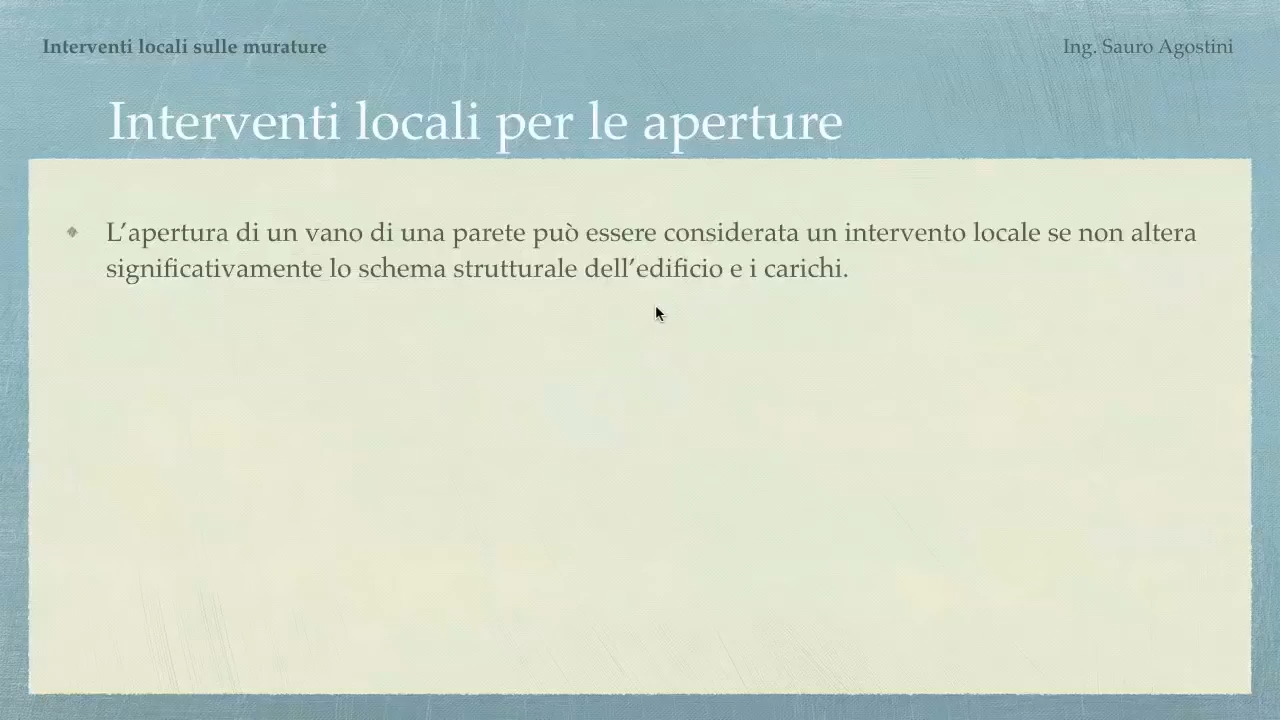 Interventi locali sulle murature
Ing. Sauro Agostini
Interventi locali per le aperture
L’apertura di un vano di una parete può essere considerata un intervento locale se non altera
significativamente lo schema strutturale dell’edificio e i carichi.